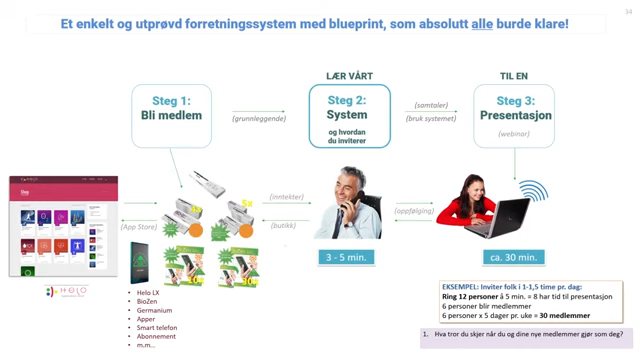 34
Et enkelt og utprøvd forretningssystem med blueprint, som absolutt alle burde klare!
LÆR VÅRT
TIL EN
Steg 1:
Bli medlem
(grunnleggende)
Steg 2:
System
og hvordan
du inviterer
(samtaler)
(bruk systemet)
Steg 3:
Presentasjon
(webinar)
(App Store)
(inntekter)
(butikk)
(oppfølging)
3 - 5 min.
ca. 30 min.
HELO
• Helo LX
• BioZen
• Germanium
• Apper
• Smart telefon
• Abonnement
• m.m...
EKSEMPEL: Inviter folk i 1-1,5 time pr. dag:
Ring 12 personer å 5 min. = 8 har tid til presentasjon
6 personer blir medlemmer
6 personer x 5 dager pr. uke = 30 medlemmer
1. Hva tror du skjer når du og dine nye medlemmer gjør som deg?